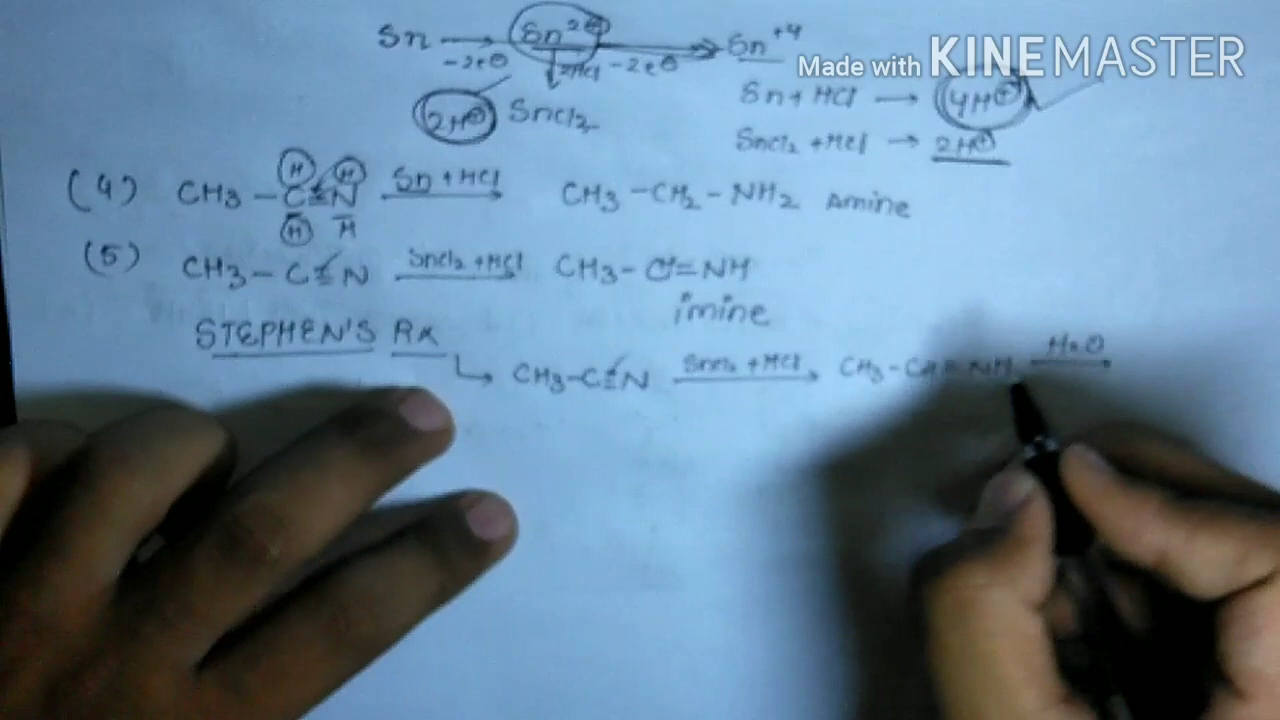 Sn → -2e⊖ Sn²⊕ → -2e⊖ Sn⁺⁴
Made with KINEMASTER
↓ 2HCl
2H⊕ SnCl₂
Sn + HCl → 4H⊕
SnCl₂ + HCl → 2H⊕
(4) CH₃ – C≡N Sn + HCl → CH₃ – CH₂ – NH₂ Amine
H H
H H
(5) CH₃ – C≡N SnCl₂ + HCl → CH₃ – CH=NH
imine
STEPHEN'S Rx
CH₃–C≡N SnCl₂ + HCl → CH₃ – CH=NH H₂O →